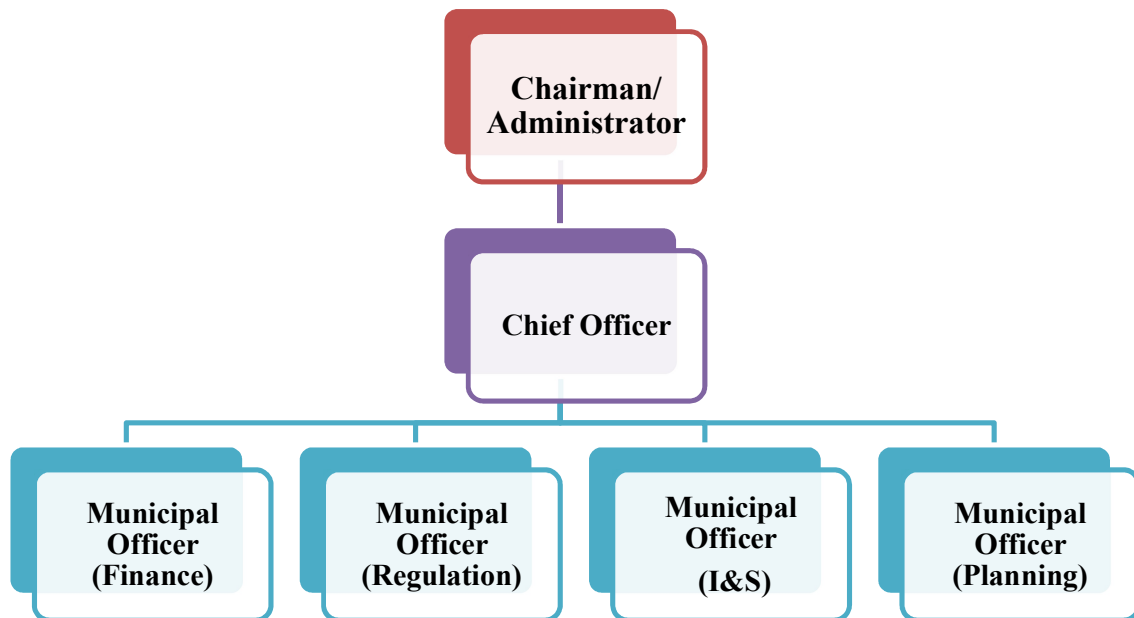 Chairman/
Administrator
Chief Officer
Municipal
Officer
(Finance)
Municipal
Officer
(Regulation)
Municipal
Officer
(I&S)
Municipal
Officer
(Planning)